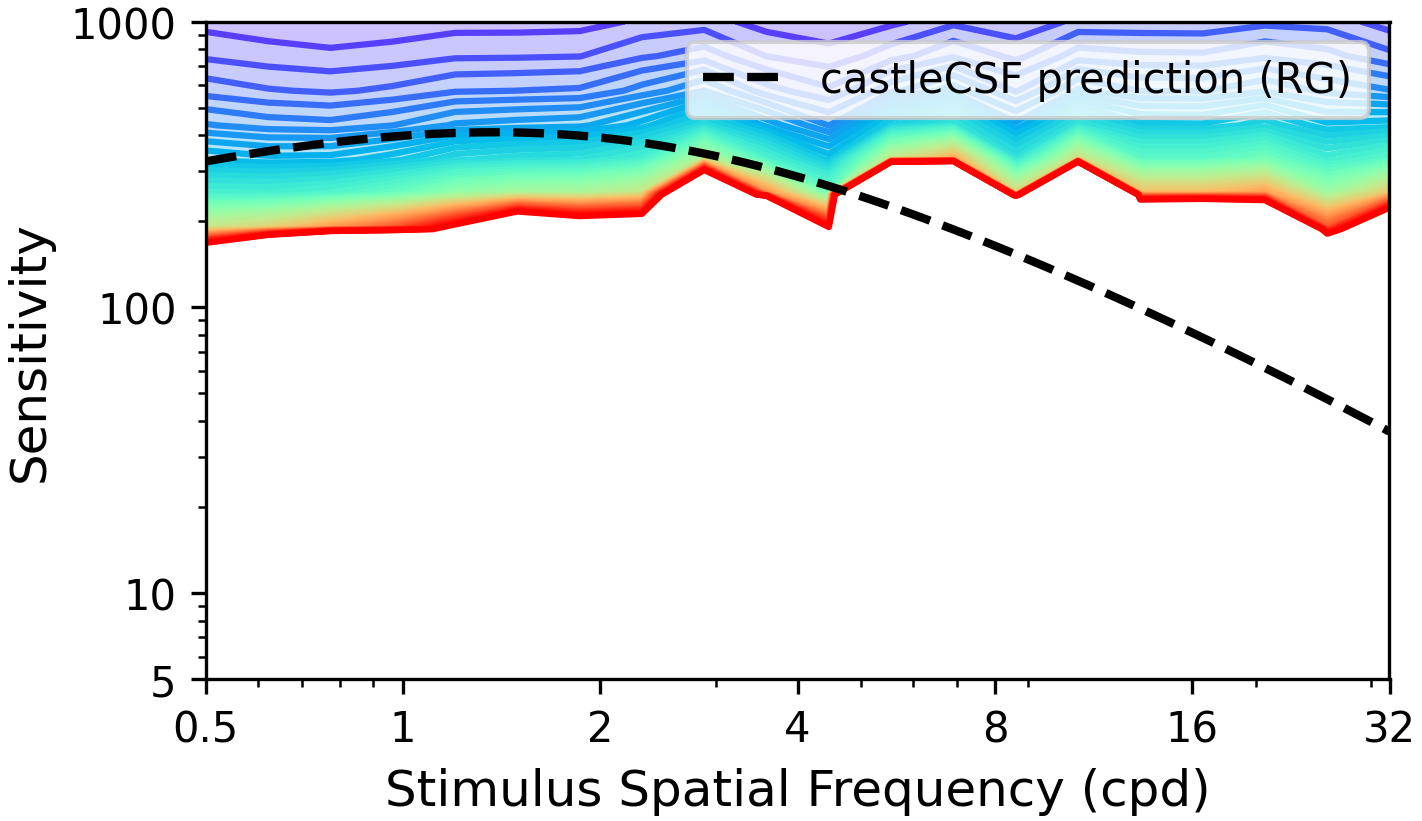 1000
castleCSF prediction (RG)
Sensitivity
100
10
5
0.5 1 2 4 8 16 32
Stimulus Spatial Frequency (cpd)